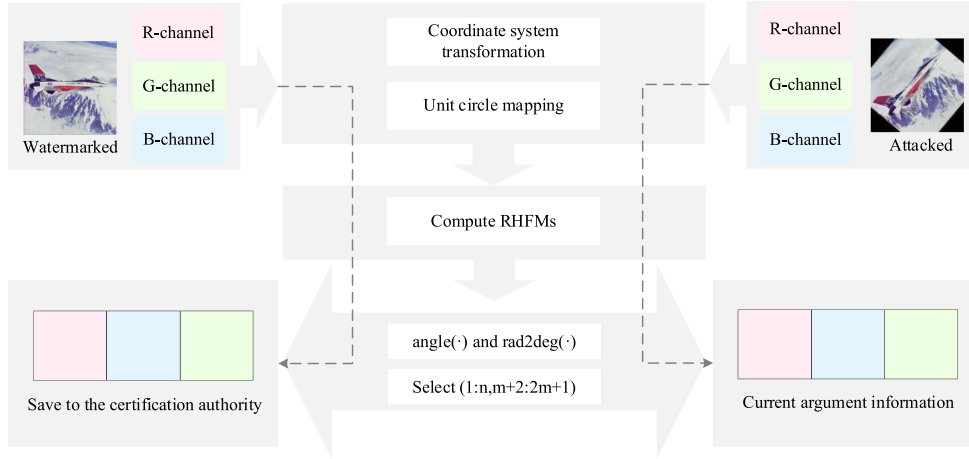 R-channel
G-channel
B-channel
Watermarked
Coordinate system
transformation
Unit circle mapping
R-channel
G-channel
B-channel
Attacked
Compute RHFMs
angle(·) and rad2deg(·)
Select (1:n,m+2:2m+1)
Save to the certification authority
Current argument information